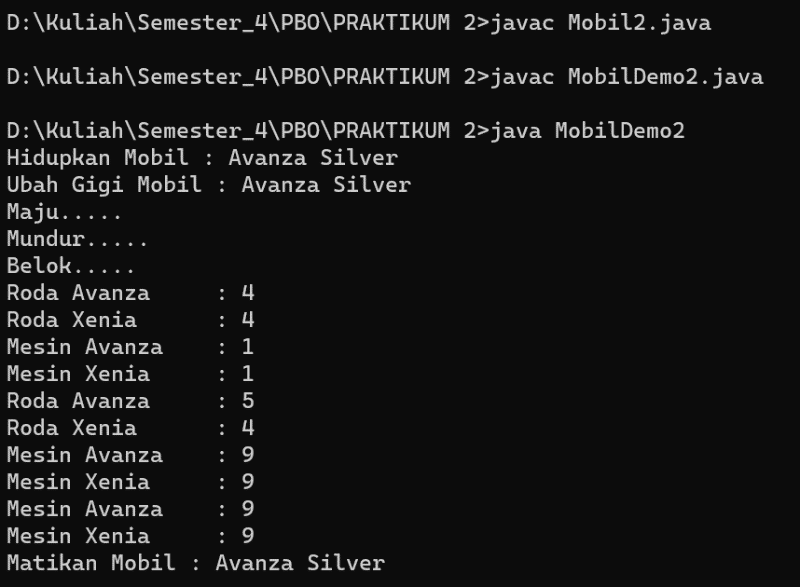 D:\Kuliah\Semester_4\PBO\PRAKTIKUM 2>javac Mobil2.java
D:\Kuliah\Semester_4\PBO\PRAKTIKUM 2>javac MobilDemo2.java
D:\Kuliah\Semester_4\PBO\PRAKTIKUM 2>java MobilDemo2
Hidupkan Mobil : Avanza Silver
Ubah Gigi Mobil : Avanza Silver
Maju.....
Mundur.....
Belok.....
Roda Avanza     : 4
Roda Xenia      : 4
Mesin Avanza    : 1
Mesin Xenia     : 1
Roda Avanza     : 5
Roda Xenia      : 4
Mesin Avanza    : 9
Mesin Xenia     : 9
Mesin Avanza    : 9
Mesin Xenia     : 9
Matikan Mobil : Avanza Silver